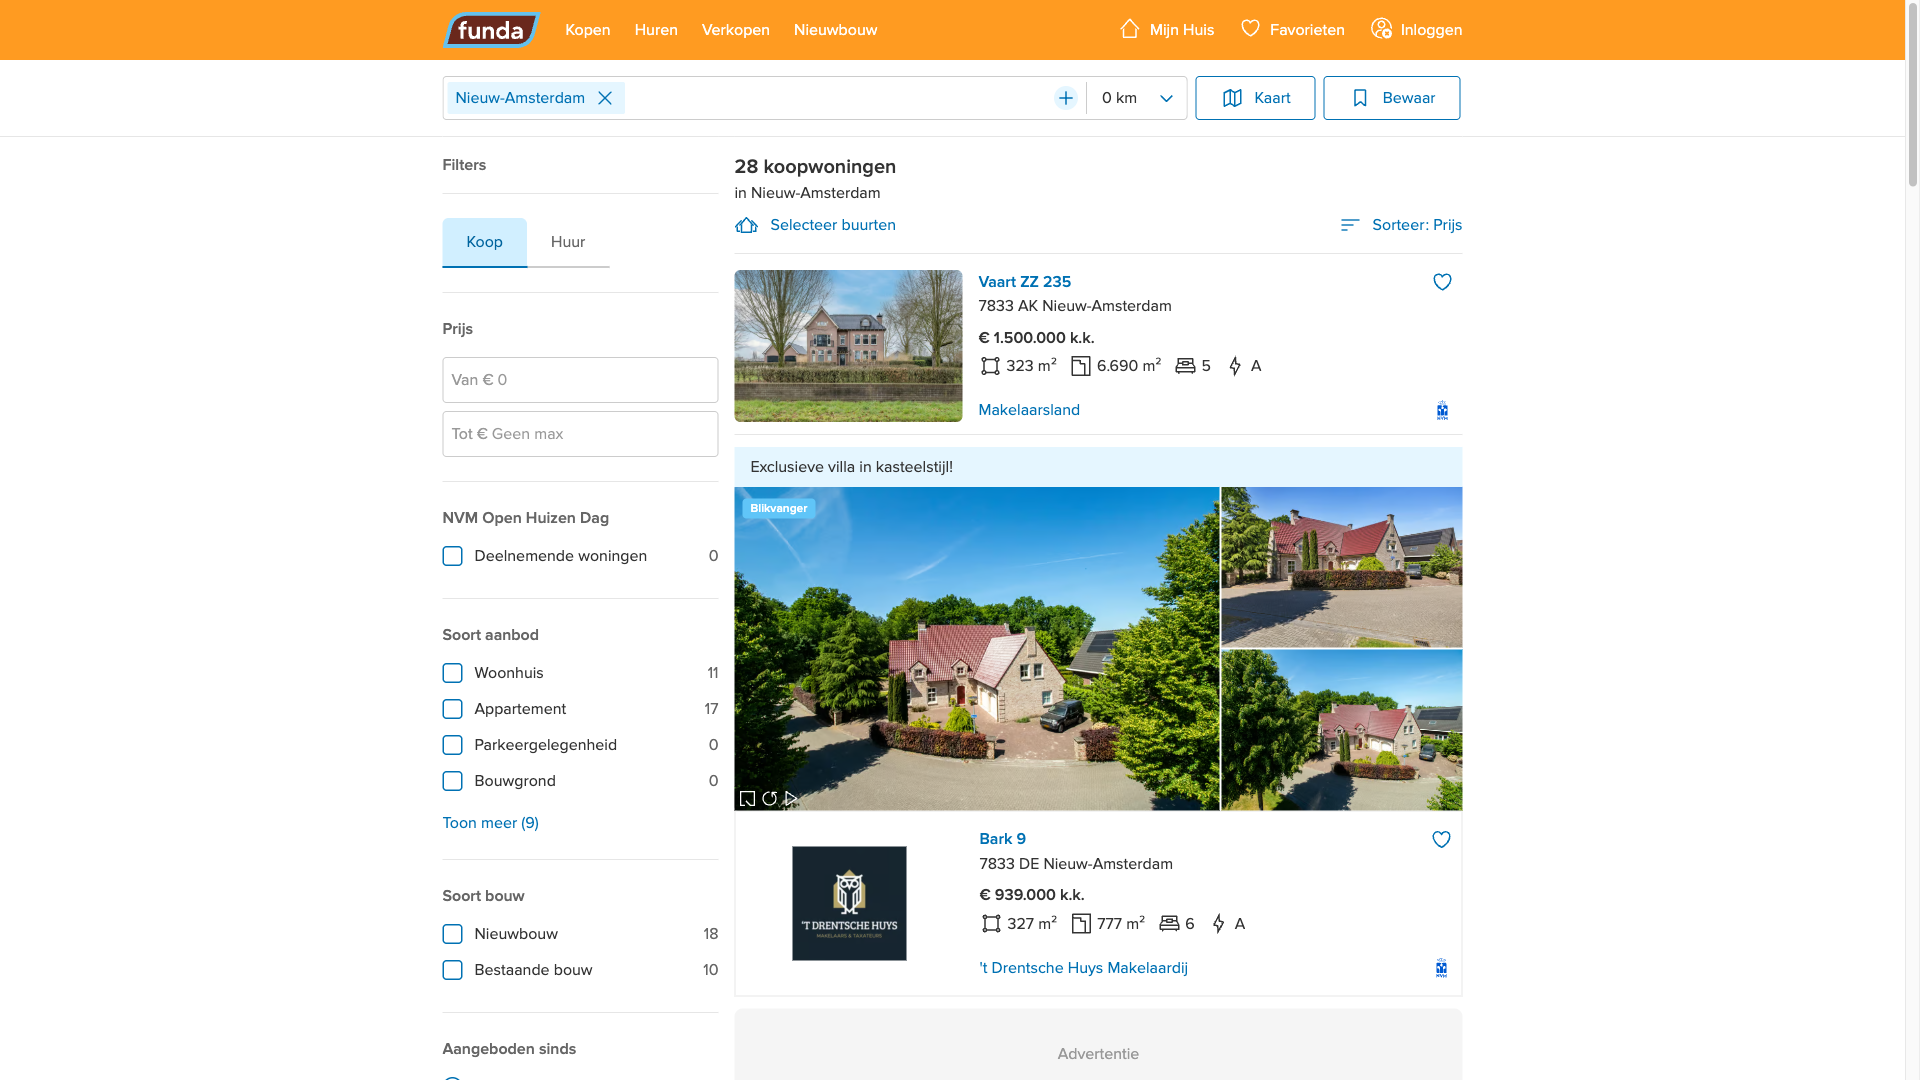 funda
Kopen
Huren
Verkopen
Nieuwbouw
Mijn Huis
Favorieten
Inloggen
Nieuw-Amsterdam
0 km
Kaart
Bewaar
Filters
Koop
Huur
Prijs
Van € 0
Tot € Geen max
NVM Open Huizen Dag
Deelnemende woningen 0
Soort aanbod
Woonhuis 11
Appartement 17
Parkeergelegenheid 0
Bouwgrond 0
Toon meer (9)
Soort bouw
Nieuwbouw 18
Bestaande bouw 10
Aangeboden sinds
28 koopwoningen
in Nieuw-Amsterdam
Selecteer buurten
Sorteer: Prijs
Vaart ZZ 235
7833 AK Nieuw-Amsterdam
€ 1.500.000 k.k.
323 m² 6.690 m² 5 A
Makelaarsland
NVM
Exclusieve villa in kasteelstijl!
Blikvanger
'T DRENTSCHE HUYS
MAKELAARS & TAXATEURS
Bark 9
7833 DE Nieuw-Amsterdam
€ 939.000 k.k.
327 m² 777 m² 6 A
't Drentsche Huys Makelaardij
NVM
Advertentie